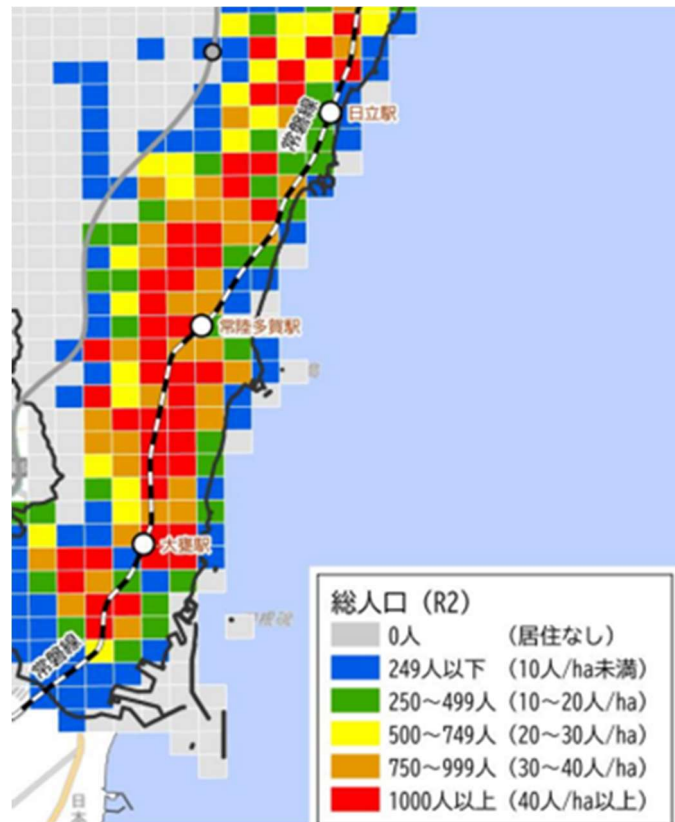 常磐線
日立駅
常陸多賀駅
大甕駅
常磐線
日本
総人口（R2）
0人 （居住なし）
249人以下 （10人/ha未満）
250～499人（10～20人/ha）
500～749人（20～30人/ha）
750～999人（30～40人/ha）
1000人以上（40人/ha以上）